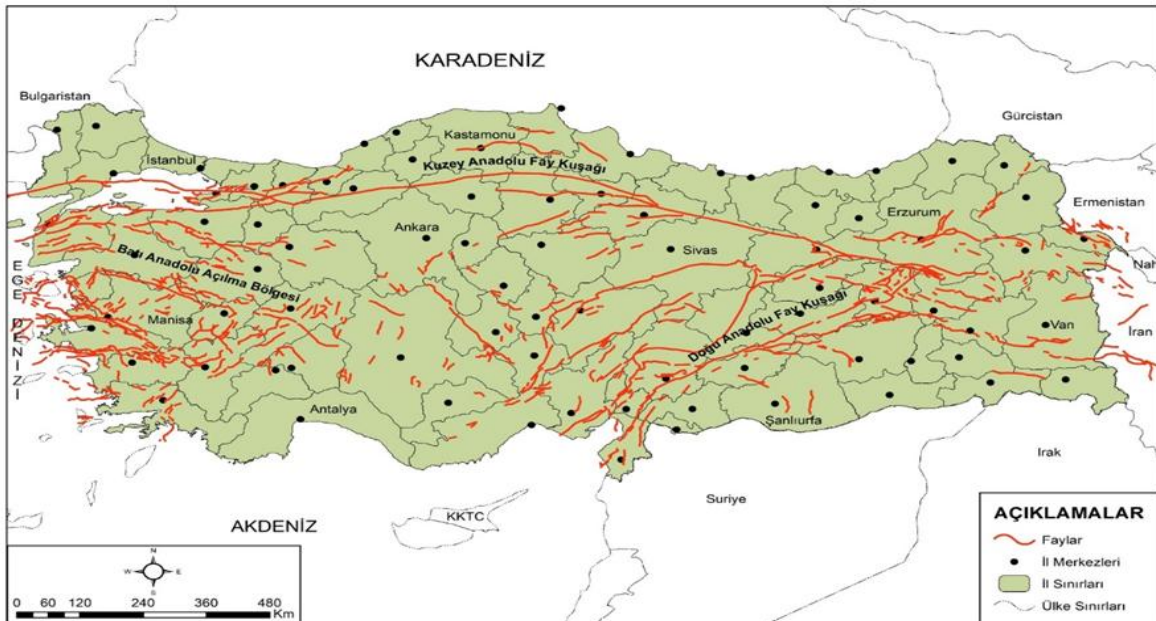 KARADENİZ
Bulgaristan
Gürcistan
Kastamonu
İstanbul
Kuzey Anadolu Fay Kuşağı
Ermenistan
Erzurum
Ankara
Sivas
Nah
Batı Anadolu Açılma Bölgesi
EGE DENİZİ
Doğu Anadolu Fay Kuşağı
Manisa
Van
İran
Antalya
Şanlıurfa
Irak
Suriye
KKTC
AKDENİZ
N
W E
S
0 60 120 240 360 480
Km
AÇIKLAMALAR
Faylar
İl Merkezleri
İl Sınırları
Ülke Sınırları